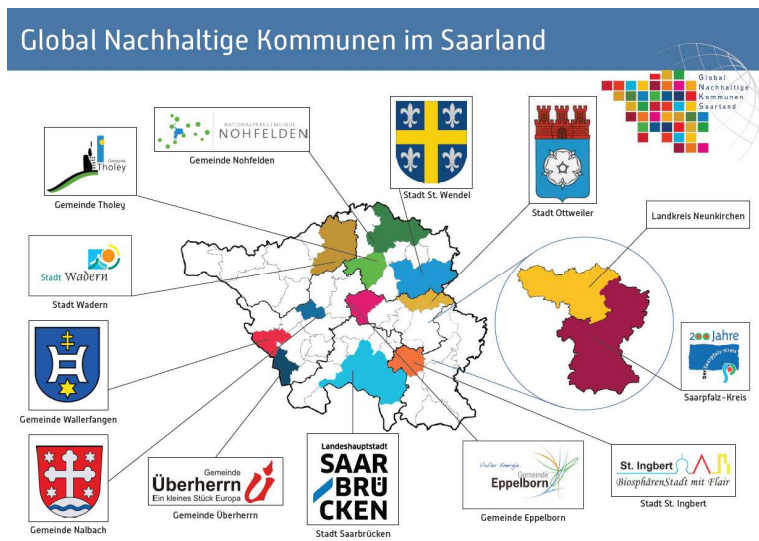 Global Nachhaltige Kommunen im Saarland
Global
Nachhaltige
Kommunen
Saarland
NATIONALPARKGEMEINDE
NOHFELDEN
Gemeinde Nohfelden
Gemeinde
Tholey
Gemeinde Tholey
Stadt St. Wendel
Stadt Ottweiler
Landkreis Neunkirchen
Stadt Wadern
Stadt Wadern
200 Jahre
Der Saarpfalz-Kreis
Saarpfalz-Kreis
Gemeinde Wallerfangen
Gemeinde Nalbach
Gemeinde
Überherrn
Ein kleines Stück Europa
Gemeinde Überherrn
Landeshauptstadt
SAAR
BRÜ
CKEN
Stadt Saarbrücken
Voller Energie.
Gemeinde
Eppelborn
Gemeinde Eppelborn
St. Ingbert
BiosphärenStadt mit Flair
Stadt St. Ingbert